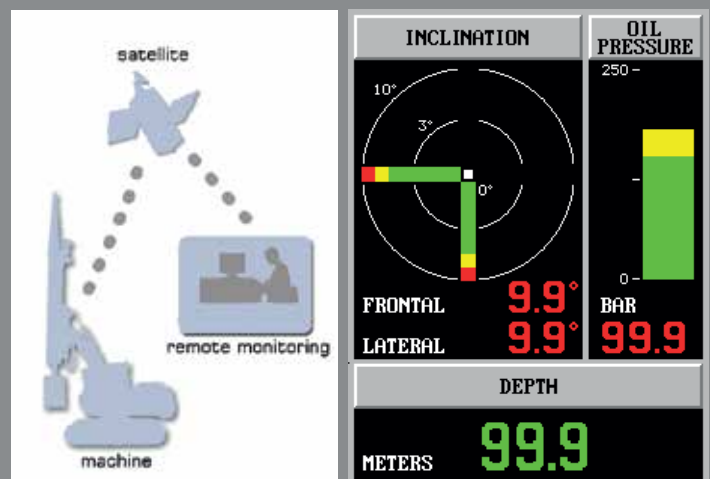 satellite
remote monitoring
machine
INCLINATION
10°
3°
0°
FRONTAL 9.9°
LATERAL 9.9°
OIL
PRESSURE
250
0
BAR
99.9
DEPTH
METERS 99.9